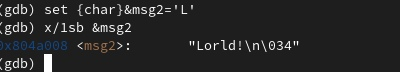 (gdb) set {char}&msg2='L'
(gdb) x/1sb &msg2
0x804a008 <msg2>:       "Lorld!\n\034"
(gdb)